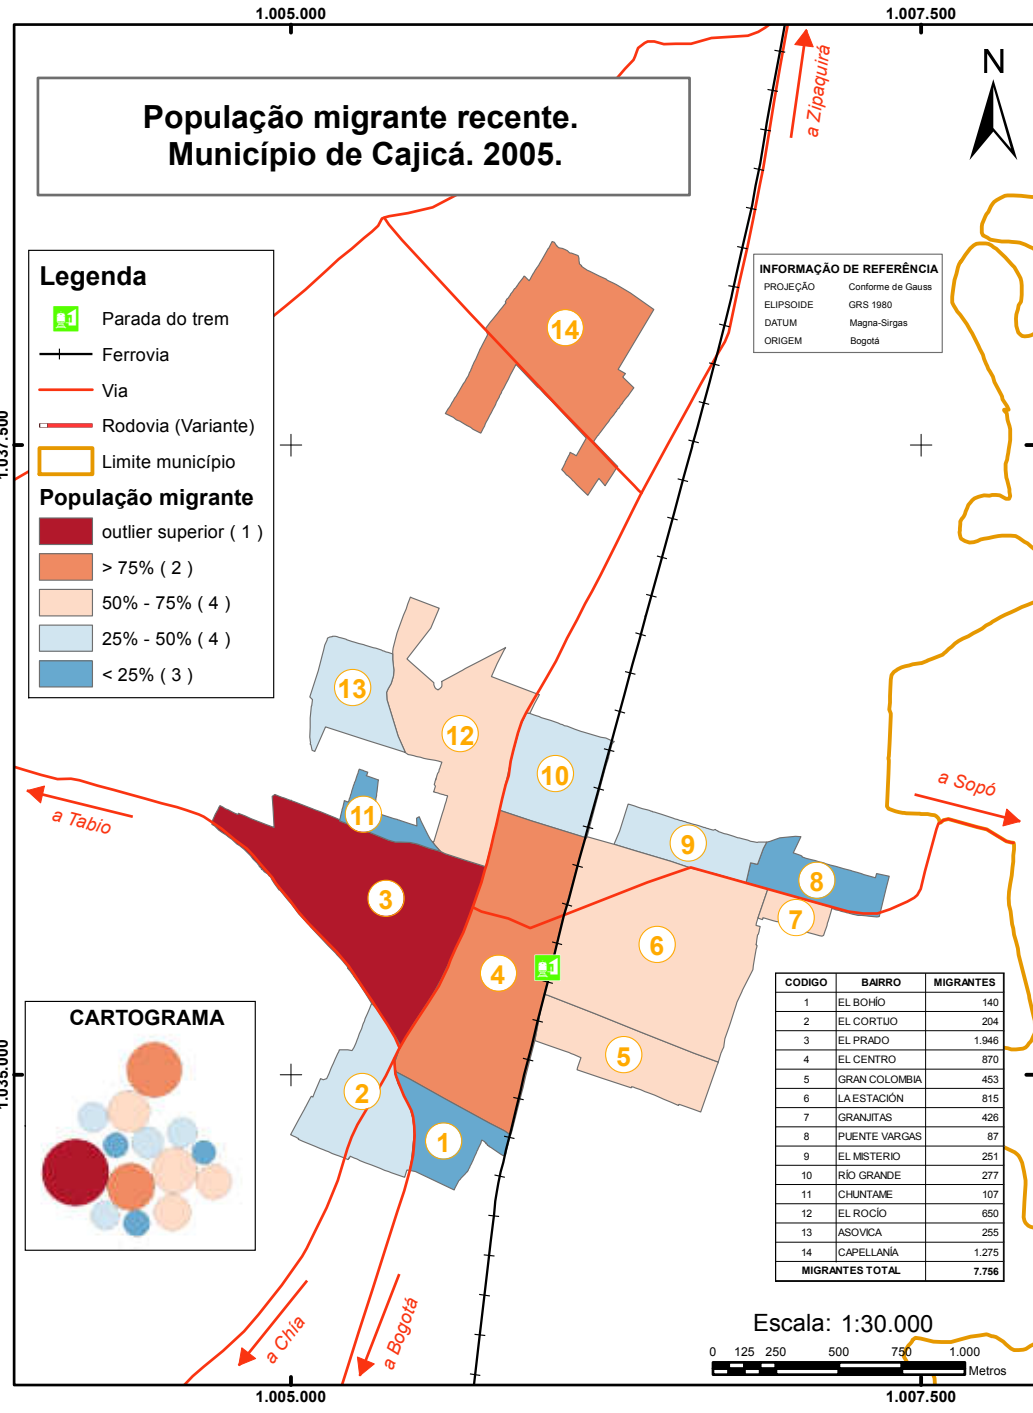 1.005.000
1.007.500
População migrante recente.
Município de Cajicá. 2005.
a Zipaquirá
N
Legenda
Parada do trem
Ferrovia
Via
Rodovia (Variante)
Limite município
População migrante
outlier superior ( 1 )
> 75% ( 2 )
50% - 75% ( 4 )
25% - 50% ( 4 )
< 25% ( 3 )
INFORMAÇÃO DE REFERÊNCIA
PROJEÇÃO Conforme de Gauss
ELIPSOIDE GRS 1980
DATUM Magna-Sirgas
ORIGEM Bogotá
1.037.500
14
13
12
10
11
9
8
7
3
6
4
5
2
1
a Tabio
a Sopó
1.035.000
CARTOGRAMA
CODIGO BAIRRO MIGRANTES
1 EL BOHÍO 140
2 EL CORTIJO 204
3 EL PRADO 1.946
4 EL CENTRO 870
5 GRAN COLOMBIA 453
6 LA ESTACIÓN 815
7 GRANJITAS 426
8 PUENTE VARGAS 87
9 EL MISTERIO 251
10 RÍO GRANDE 277
11 CHUNTAME 107
12 EL ROCÍO 650
13 ASOVICA 255
14 CAPELLANÍA 1.275
MIGRANTES TOTAL 7.756
a Chía
a Bogotá
Escala: 1:30.000
0 125 250 500 750 1.000
Metros
1.005.000
1.007.500